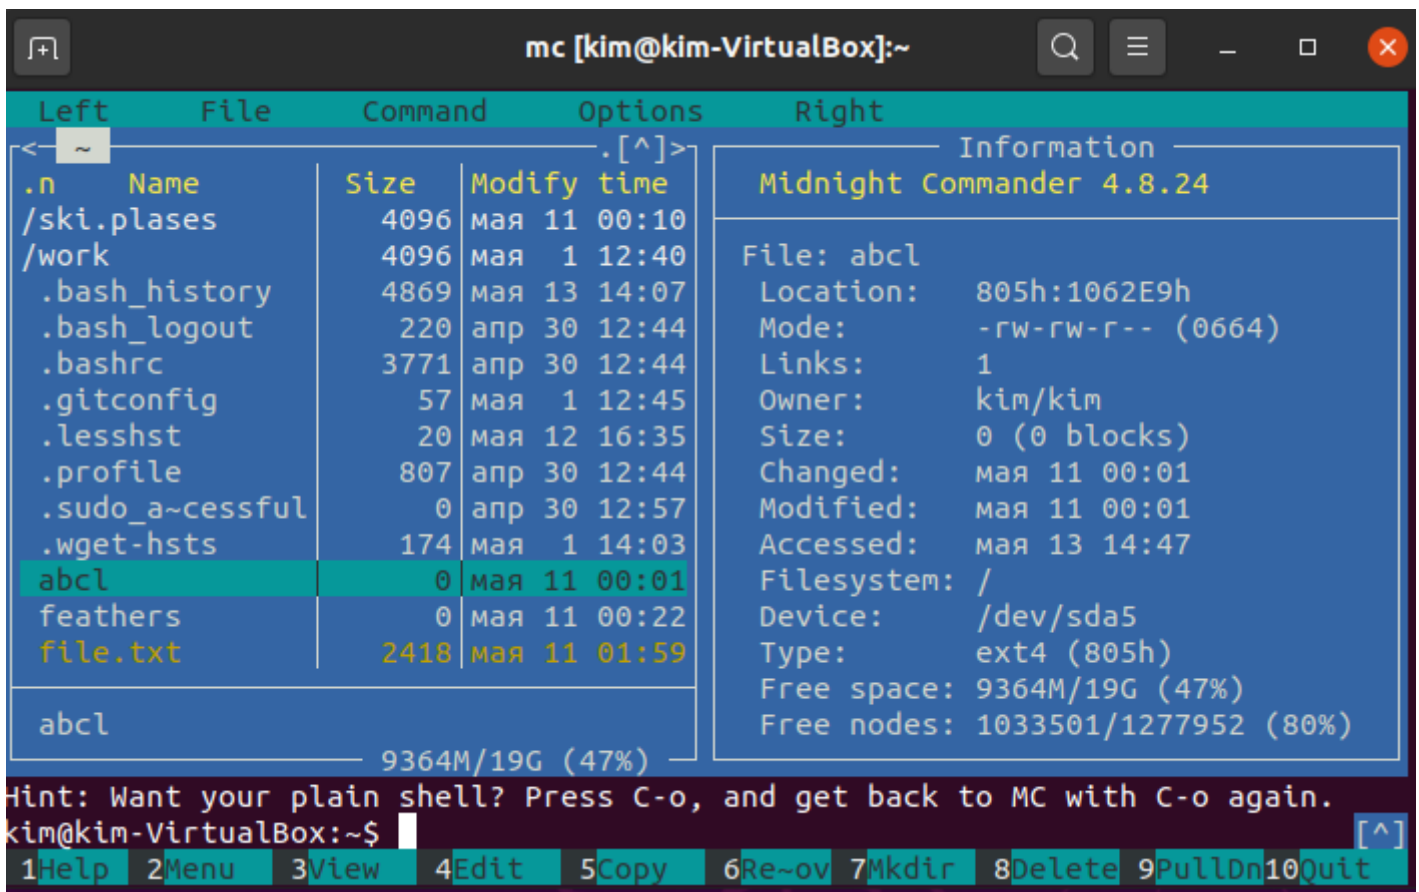 mc [kim@kim-VirtualBox]:~
Left File Command Options Right
<─ ~ .[^]>
.n Name Size Modify time
/ski.plases 4096 мая 11 00:10
/work 4096 мая 1 12:40
.bash_history 4869 мая 13 14:07
.bash_logout 220 апр 30 12:44
.bashrc 3771 апр 30 12:44
.gitconfig 57 мая 1 12:45
.lesshst 20 мая 12 16:35
.profile 807 апр 30 12:44
.sudo_a~cessful 0 апр 30 12:57
.wget-hsts 174 мая 1 14:03
abcl 0 мая 11 00:01
feathers 0 мая 11 00:22
file.txt 2418 мая 11 01:59
abcl
9364M/19G (47%)
Information
Midnight Commander 4.8.24
File: abcl
Location: 805h:1062E9h
Mode: -rw-rw-r-- (0664)
Links: 1
Owner: kim/kim
Size: 0 (0 blocks)
Changed: мая 11 00:01
Modified: мая 11 00:01
Accessed: мая 13 14:47
Filesystem: /
Device: /dev/sda5
Type: ext4 (805h)
Free space: 9364M/19G (47%)
Free nodes: 1033501/1277952 (80%)
Hint: Want your plain shell? Press C-o, and get back to MC with C-o again.
kim@kim-VirtualBox:~$ [^]
1Help 2Menu 3View 4Edit 5Copy 6Re~ov 7Mkdir 8Delete 9PullDn 10Quit